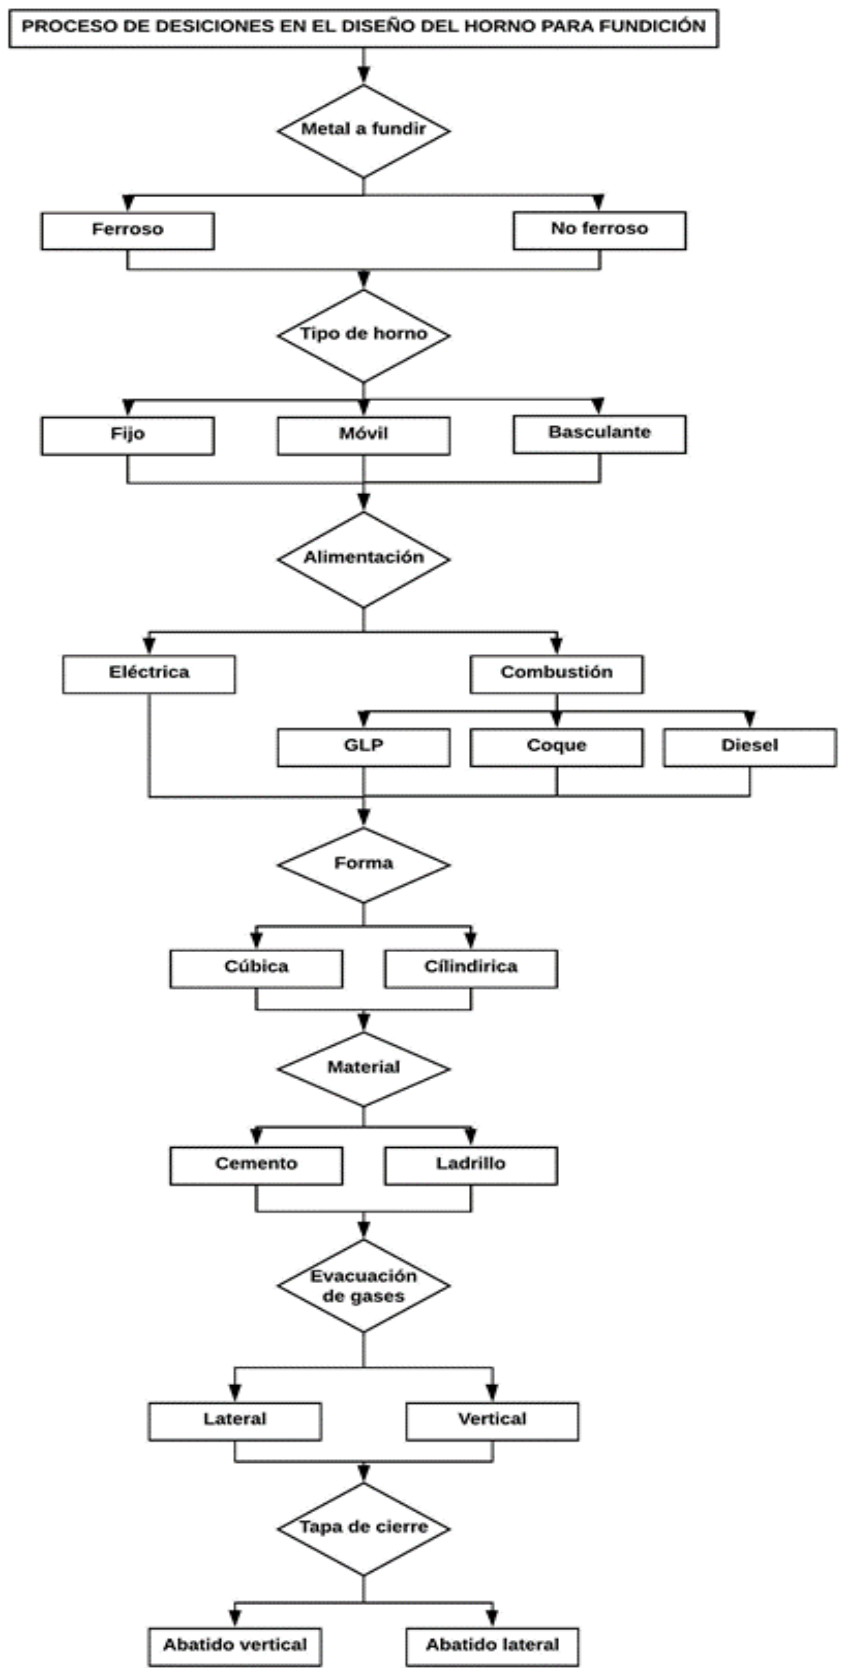 PROCESO DE DESICIONES EN EL DISEÑO DEL HORNO PARA FUNDICIÓN
Metal a fundir
Ferroso
No ferroso
Tipo de horno
Fijo
Móvil
Basculante
Alimentación
Eléctrica
Combustión
GLP
Coque
Diesel
Forma
Cúbica
Cílindirica
Material
Cemento
Ladrillo
Evacuación
de gases
Lateral
Vertical
Tapa de cierre
Abatido vertical
Abatido lateral